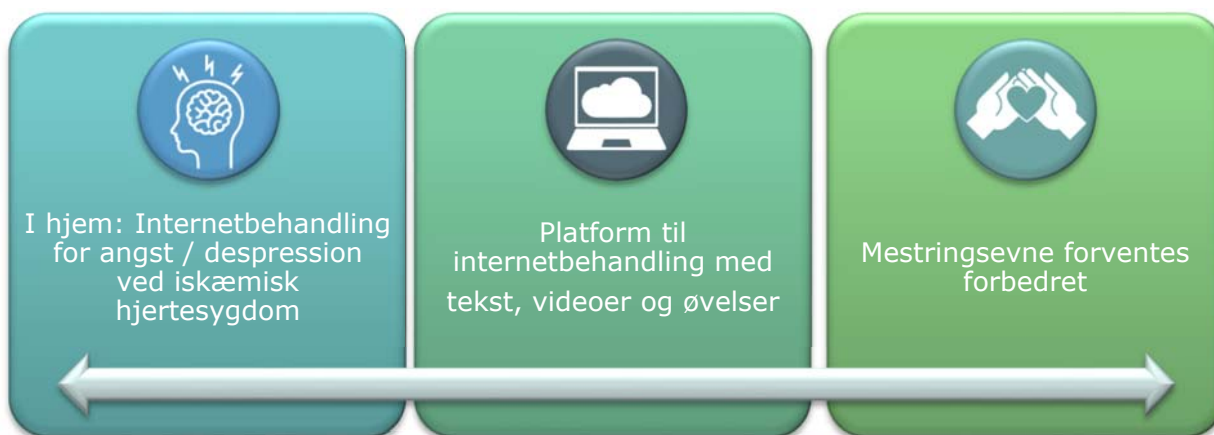 I hjem: Internetbehandling
for angst / despression
ved iskæmisk
hjertesygdom
Platform til
internetbehandling med
tekst, videoer og øvelser
Mestringsevne forventes
forbedret